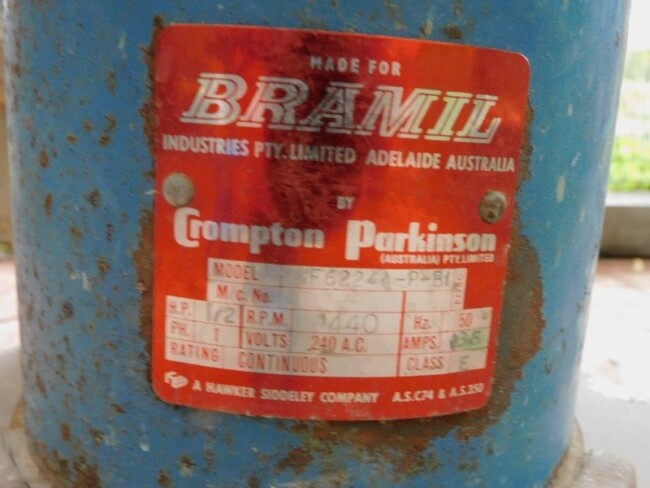 MADE FOR
BRAMIL
INDUSTRIES PTY. LIMITED ADELAIDE AUSTRALIA
BY
Crompton Parkinson
(AUSTRALIA) PTY. LIMITED
MODEL
M/c. No.
H.P. 1/2 R.P.M. 1440 Hz. 50
PH. 1 VOLTS 240 A.C. AMPS.
RATING CONTINUOUS CLASS E
A HAWKER SIDDELEY COMPANY A.S.C74 & A.S.350